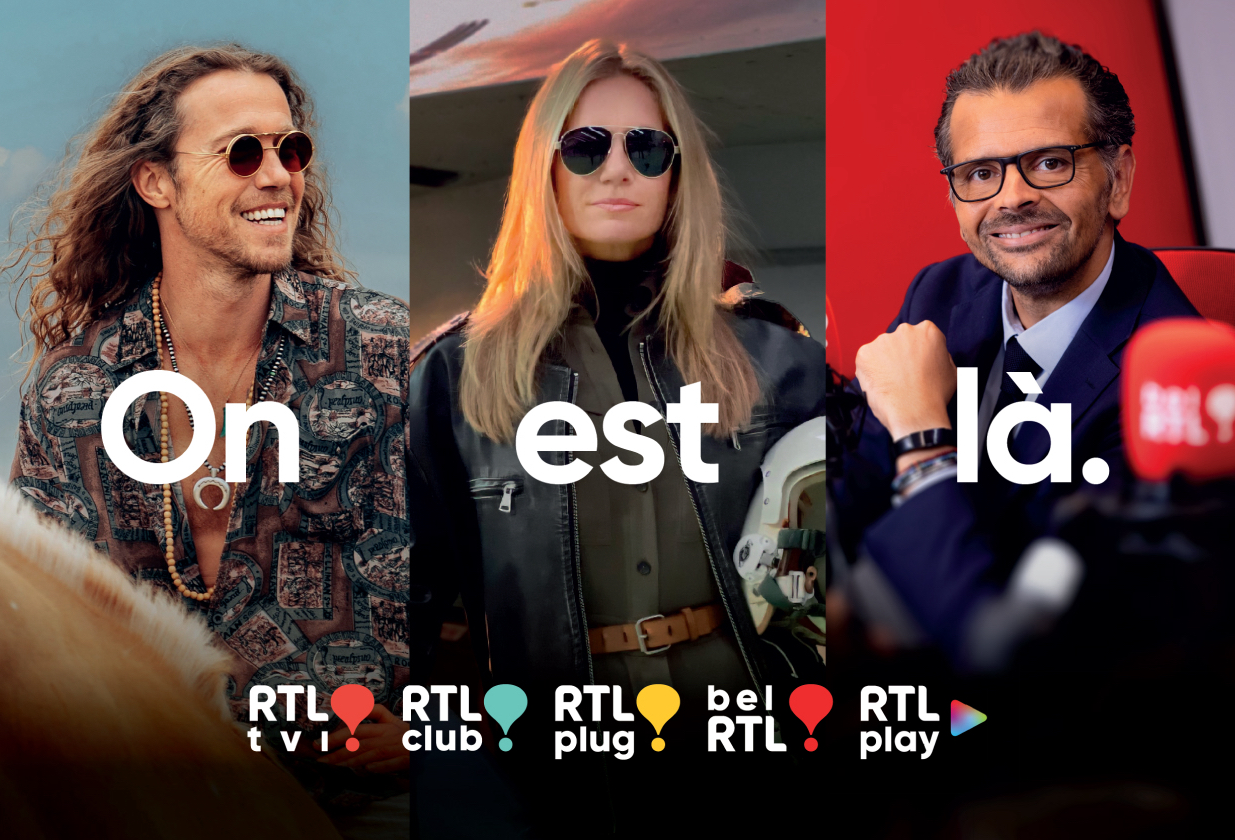 On est là.
RTL tvi
RTL club
RTL plug
bel RTL
RTL play